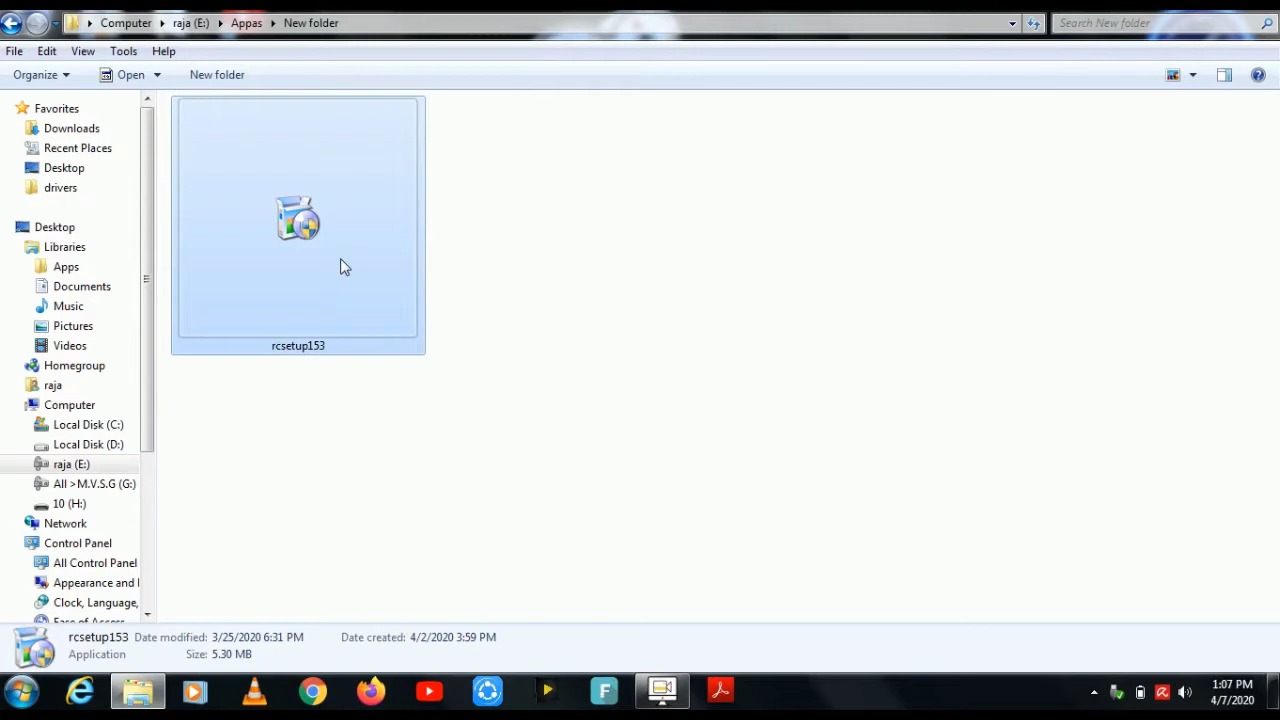 Computer raja (E:) Appas New folder Search New folder
File Edit View Tools Help
Organize Open New folder
Favorites
Downloads
Recent Places
Desktop
drivers
Desktop
Libraries
Apps
Documents
Music
Pictures
Videos
Homegroup
raja
Computer
Local Disk (C:)
Local Disk (D:)
raja (E:)
All >M.V.S.G (G:)
10 (H:)
Network
Control Panel
All Control Panel
Appearance and
Clock, Language,
Ease of Access
rcsetup153
rcsetup153 Date modified: 3/25/2020 6:31 PM Date created: 4/2/2020 3:59 PM
Application Size: 5.30 MB
F
1:07 PM
4/7/2020